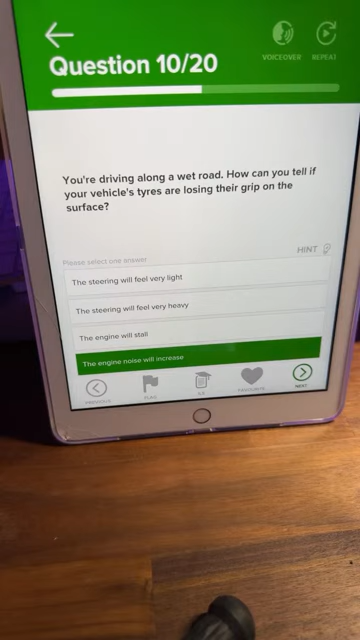 Question 10/20
VOICEOVER
REPEAT
You're driving along a wet road. How can you tell if
your vehicle's tyres are losing their grip on the
surface?
HINT
Please select one answer
The steering will feel very light
The steering will feel very heavy
The engine will stall
The engine noise will increase
PREVIOUS
FLAG
FAVOURITE
NEXT